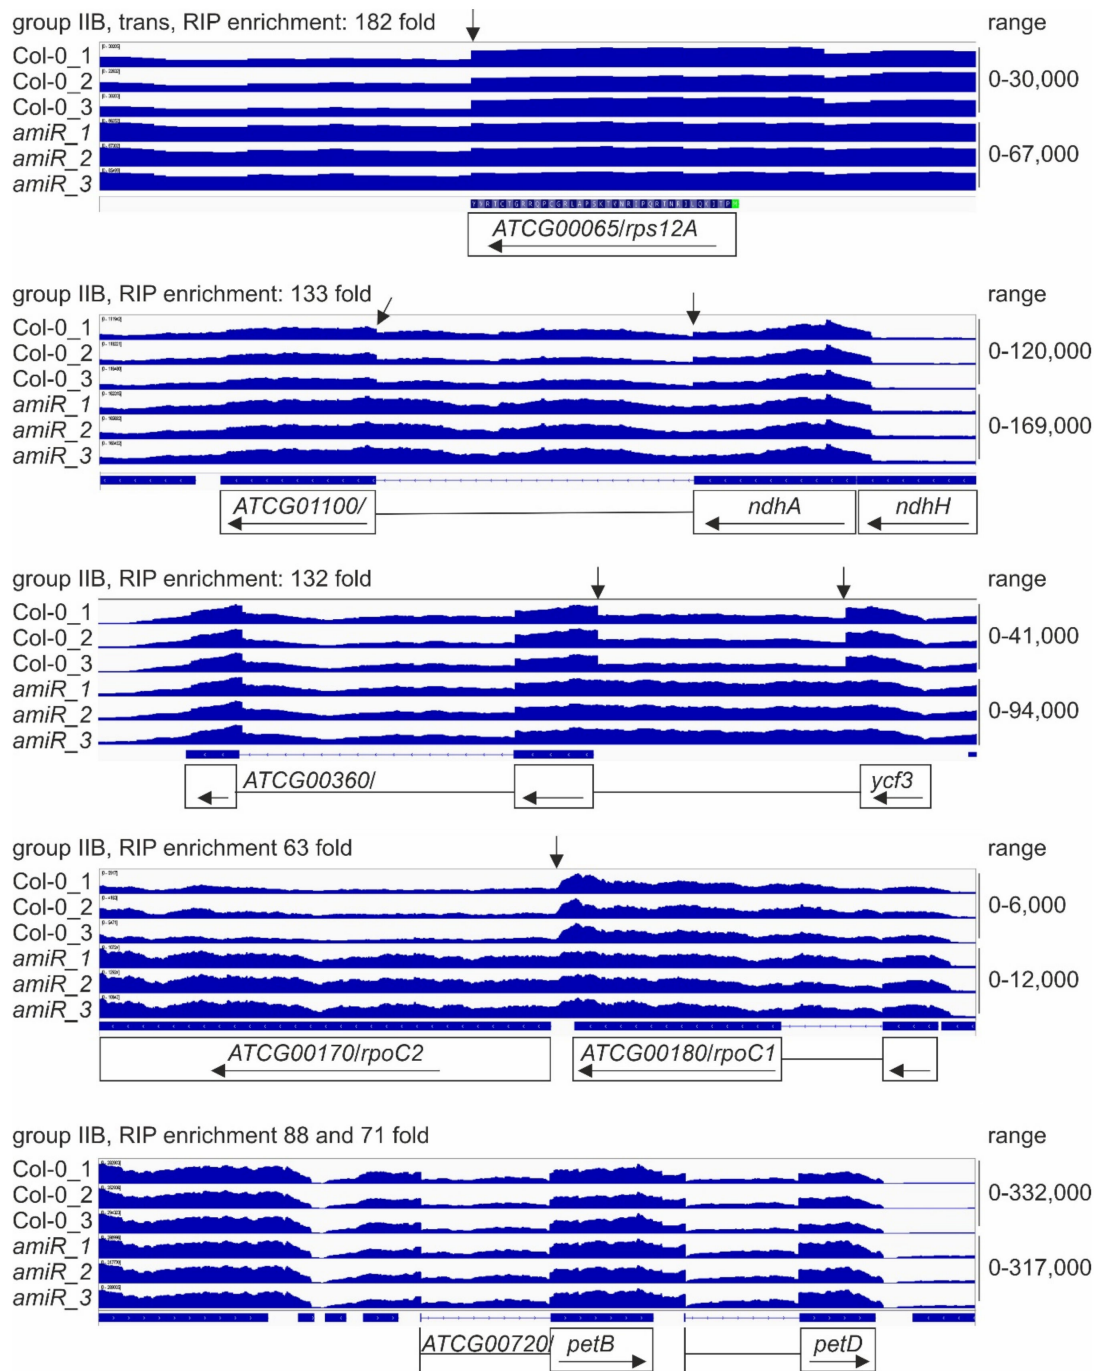 group IIB, trans, RIP enrichment: 182 fold range
Col-0_1
Col-0_2 0-30,000
Col-0_3
amiR_1
amiR_2 0-67,000
amiR_3
ATCG00065/rps12A
group IIB, RIP enrichment: 133 fold range
Col-0_1
Col-0_2 0-120,000
Col-0_3
amiR_1
amiR_2 0-169,000
amiR_3
ATCG01100/ ndhA ndhH
group IIB, RIP enrichment: 132 fold range
Col-0_1
Col-0_2 0-41,000
Col-0_3
amiR_1
amiR_2 0-94,000
amiR_3
ATCG00360/ ycf3
group IIB, RIP enrichment 63 fold range
Col-0_1
Col-0_2 0-6,000
Col-0_3
amiR_1
amiR_2 0-12,000
amiR_3
ATCG00170/rpoC2 ATCG00180/rpoC1
group IIB, RIP enrichment 88 and 71 fold range
Col-0_1
Col-0_2 0-332,000
Col-0_3
amiR_1
amiR_2 0-317,000
amiR_3
ATCG00720/ petB petD